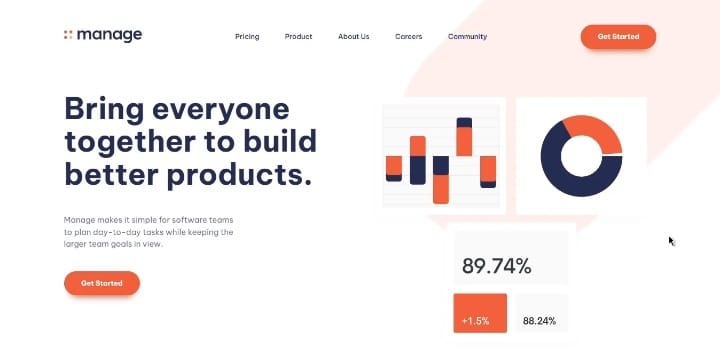 manage
Pricing
Product
About Us
Careers
Community
Get Started
Bring everyone
together to build
better products.
Manage makes it simple for software teams
to plan day-to-day tasks while keeping the
larger team goals in view.
Get Started
89.74%
+1.5%
88.24%